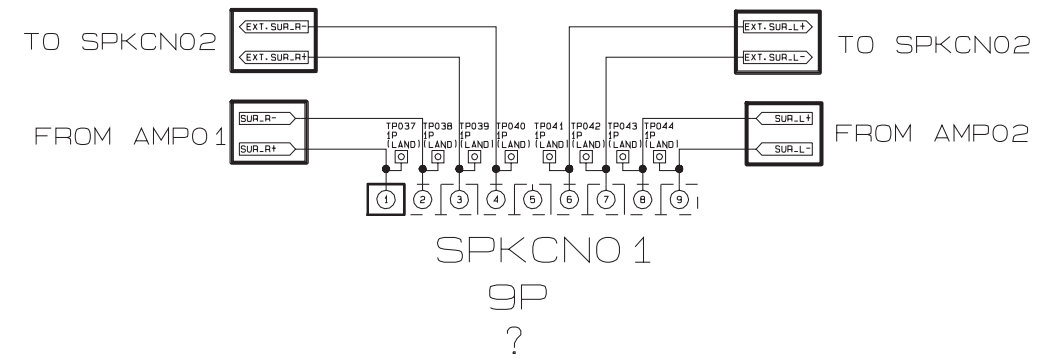 TO SPKCN02
EXT.SUR_R-
EXT.SUR_R+
EXT.SUR_L+
EXT.SUR_L-
TO SPKCN02
FROM AMP01
SUR_R-
SUR_R+
TP037 TP038 TP039 TP040 TP041 TP042 TP043 TP044
1P 1P 1P 1P 1P 1P 1P 1P
(LAND) (LAND) (LAND) (LAND) (LAND) (LAND) (LAND) (LAND)
SUR_L+
SUR_L-
FROM AMP02
1 2 3 4 5 6 7 8 9
SPKCN01
9P
?